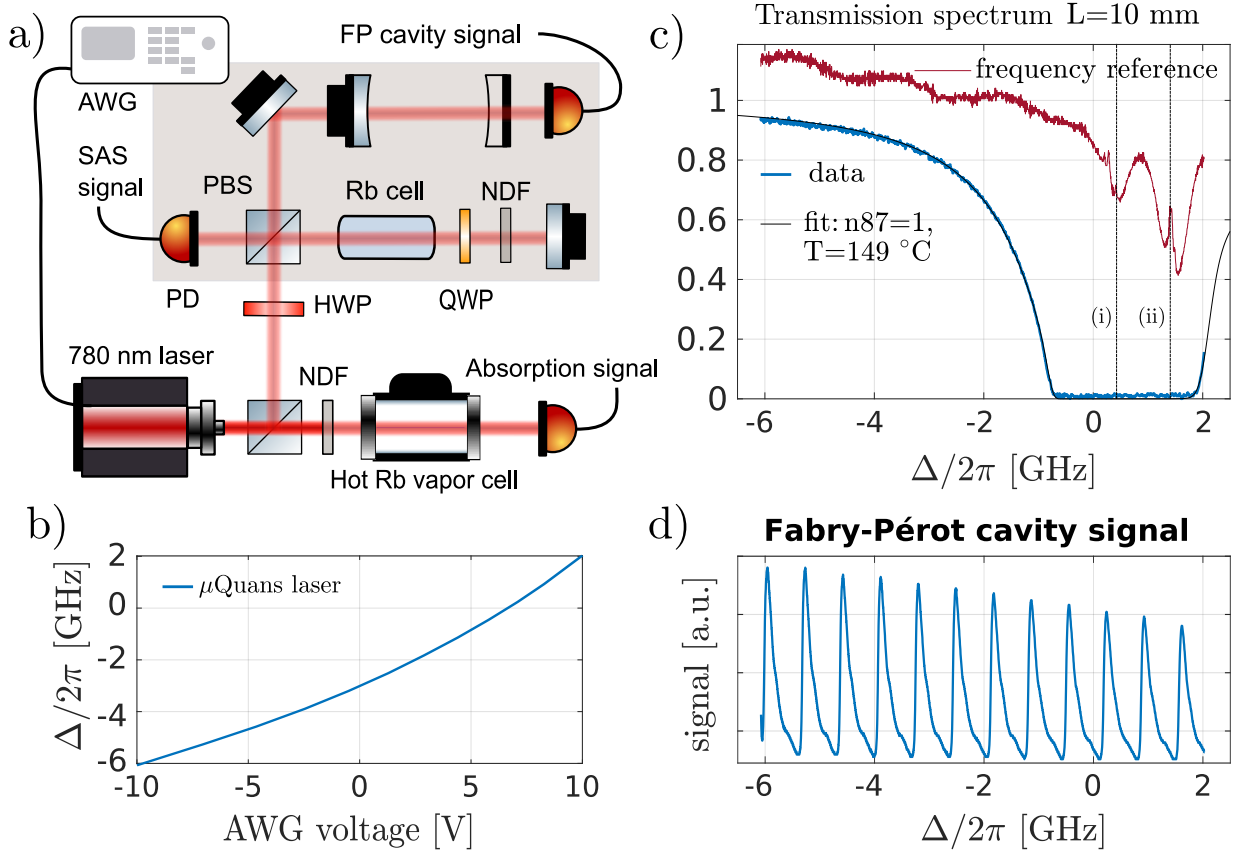 a)
FP cavity signal
AWG
SAS
signal
PBS
Rb cell
NDF
PD
HWP
QWP
780 nm laser
NDF
Absorption signal
Hot Rb vapor cell
b)
2
0
-2
-4
-6
Δ/2π [GHz]
μQuans laser
-10
-5
0
5
10
AWG voltage [V]
c)
Transmission spectrum L=10 mm
frequency reference
data
fit: n87=1,
T=149 °C
(i)
(ii)
1
0.8
0.6
0.4
0.2
0
-6
-4
-2
0
2
Δ/2π [GHz]
d)
Fabry-Pérot cavity signal
signal [a.u.]
-6
-4
-2
0
2
Δ/2π [GHz]